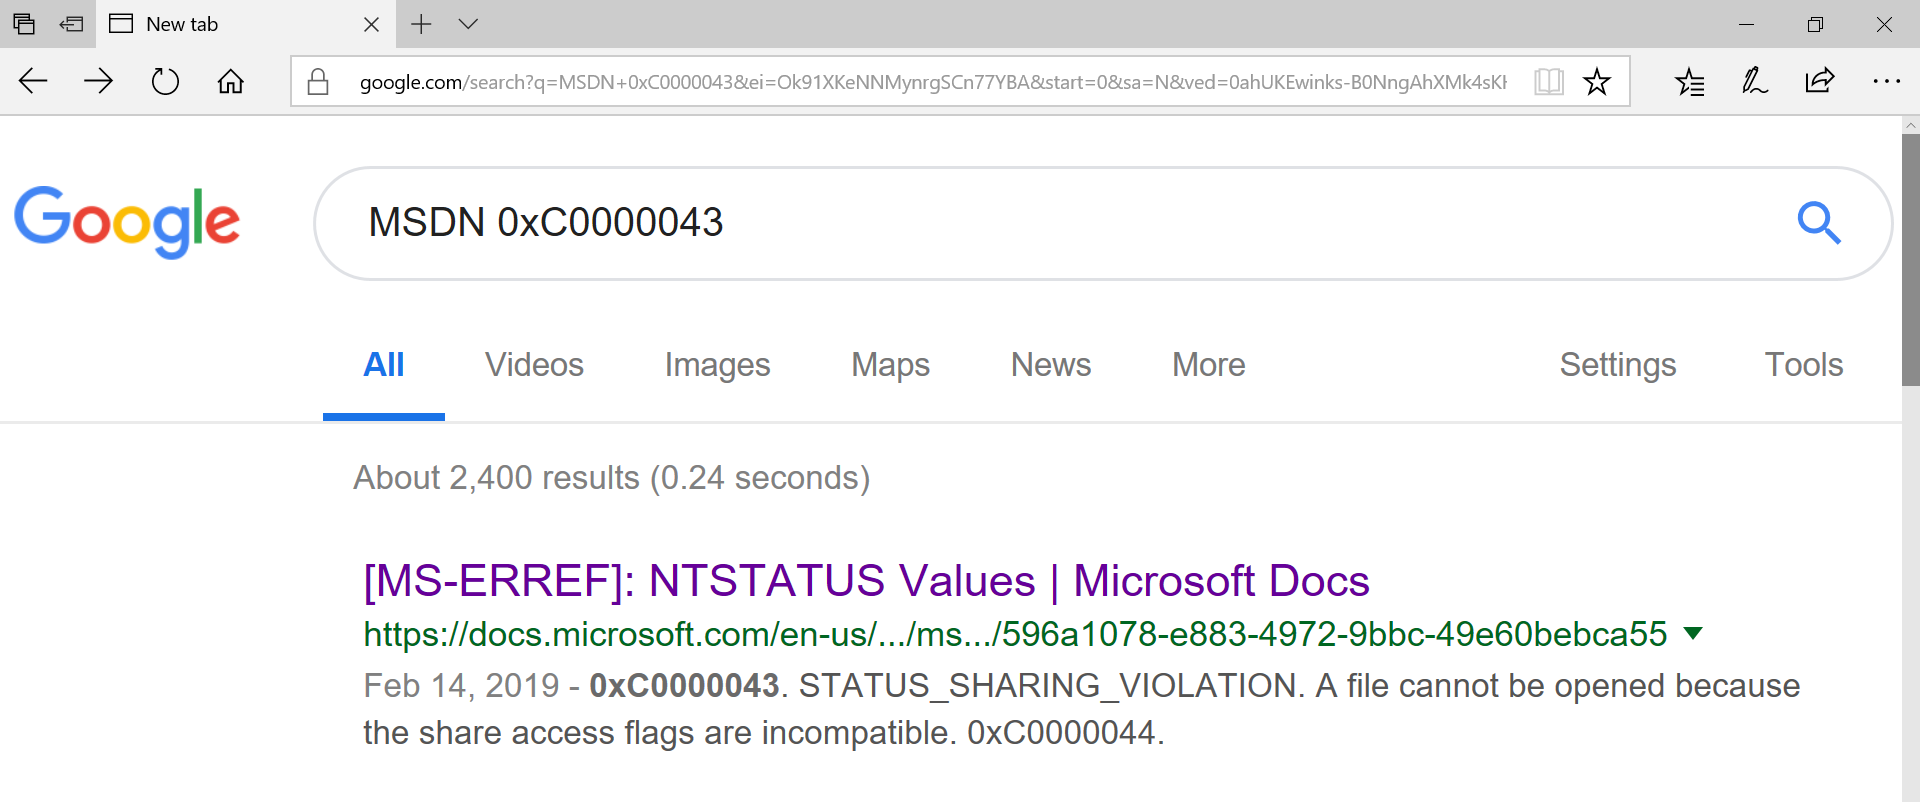 New tab
google.com/search?q=MSDN+0xC0000043&ei=Ok91XKeNNMynrgSCn77YBA&start=0&sa=N&ved=0ahUKEwinks-B0NngAhXMk4sKH
Google
MSDN 0xC0000043
All Videos Images Maps News More Settings Tools
About 2,400 results (0.24 seconds)
[MS-ERREF]: NTSTATUS Values | Microsoft Docs
https://docs.microsoft.com/en-us/.../ms.../596a1078-e883-4972-9bbc-49e60bebca55
Feb 14, 2019 - 0xC0000043. STATUS_SHARING_VIOLATION. A file cannot be opened because
the share access flags are incompatible. 0xC0000044.